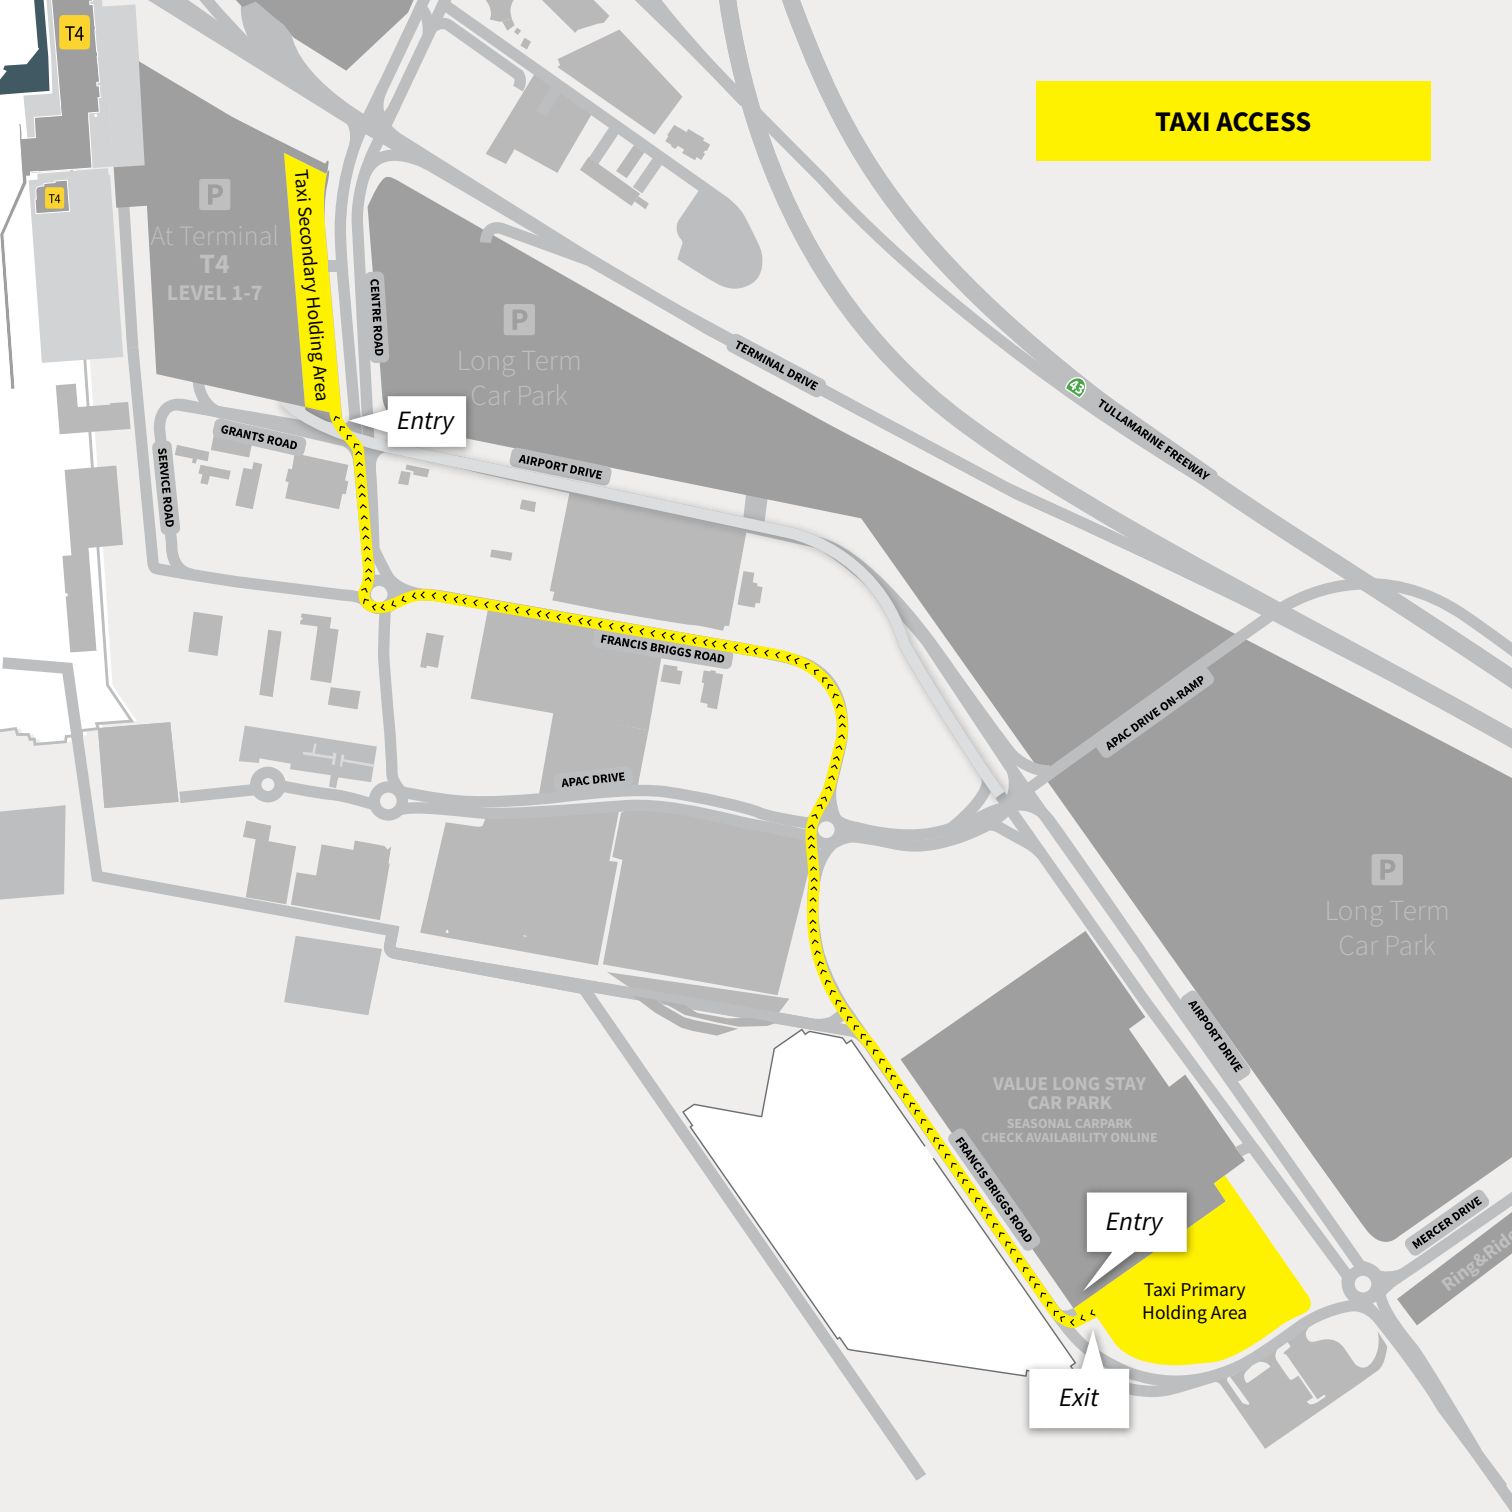 T4
TAXI ACCESS
T4
P
At Terminal
T4
LEVEL 1-7
Taxi Secondary Holding Area
CENTRE ROAD
P
Long Term
Car Park
TERMINAL DRIVE
43
TULLAMARINE FREEWAY
Entry
GRANTS ROAD
SERVICE ROAD
AIRPORT DRIVE
FRANCIS BRIGGS ROAD
APAC DRIVE ON-RAMP
APAC DRIVE
P
Long Term
Car Park
AIRPORT DRIVE
VALUE LONG STAY
CAR PARK
SEASONAL CARPARK
CHECK AVAILABILITY ONLINE
FRANCIS BRIGGS ROAD
Entry
MERCER DRIVE
Ring&Ride
Taxi Primary
Holding Area
Exit